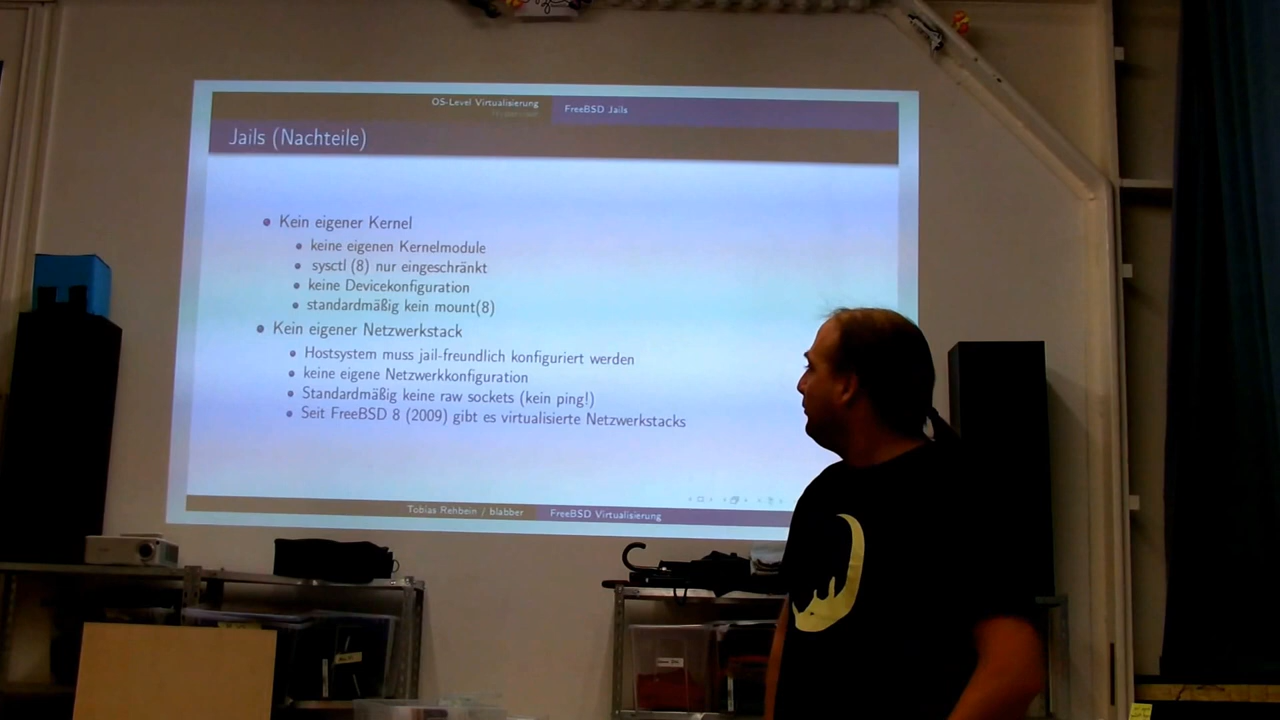 OS-Level Virtualisierung
FreeBSD Jails
Jails (Nachteile)
Kein eigener Kernel
keine eigenen Kernelmodule
sysctl (8) nur eingeschränkt
keine Devicekonfiguration
standardmäßig kein mount(8)
Kein eigener Netzwerkstack
Hostsystem muss jail-freundlich konfiguriert werden
keine eigene Netzwerkkonfiguration
Standardmäßig keine raw sockets (kein ping!)
Seit FreeBSD 8 (2009) gibt es virtualisierte Netzwerkstacks
Tobias Rehbein / blabber
FreeBSD Virtualisierung